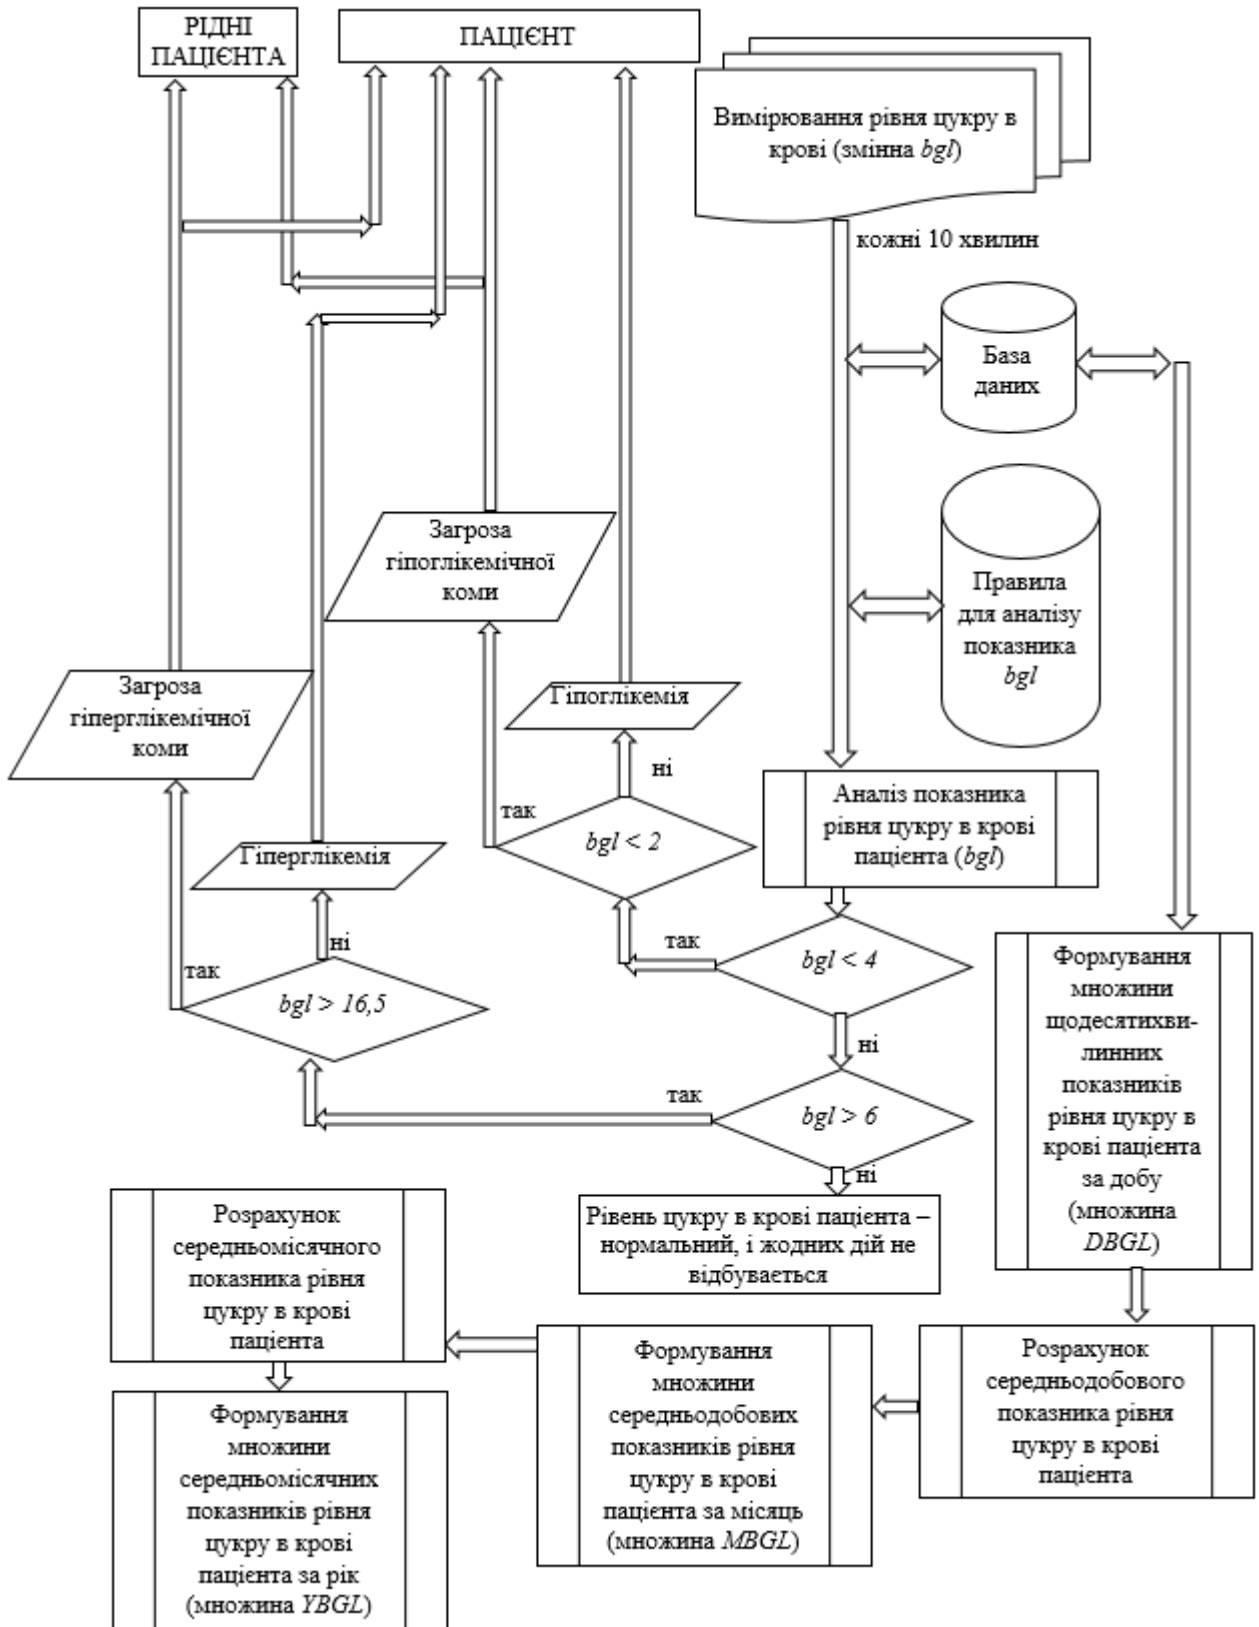 РІДНІ
ПАЦІЄНТА
ПАЦІЄНТ
Вимірювання рівня цукру в
крові (змінна bgl)
кожні 10 хвилин
База
даних
Правила
для аналізу
показника
bgl
Загроза
гіпоглікемічної
коми
Загроза
гіперглікемічної
коми
Гіпоглікемія
ні
так
bgl < 2
Аналіз показника
рівня цукру в крові
пацієнта (bgl)
Гіперглікемія
ні
так
bgl > 16,5
так
bgl < 4
ні
так
bgl > 6
ні
Рівень цукру в крові пацієнта –
нормальний, і жодних дій не
відбувається
Формування
множини
щодесятихви-
линних
показників
рівня цукру в
крові пацієнта
за добу
(множина
DBGL)
Розрахунок
середньодобового
показника рівня
цукру в крові
пацієнта
Формування
множини
середньодобових
показників рівня
цукру в крові
пацієнта за місяць
(множина MBGL)
Розрахунок
середньомісячного
показника рівня
цукру в крові
пацієнта
Формування
множини
середньомісячних
показників рівня
цукру в крові
пацієнта за рік
(множина YBGL)